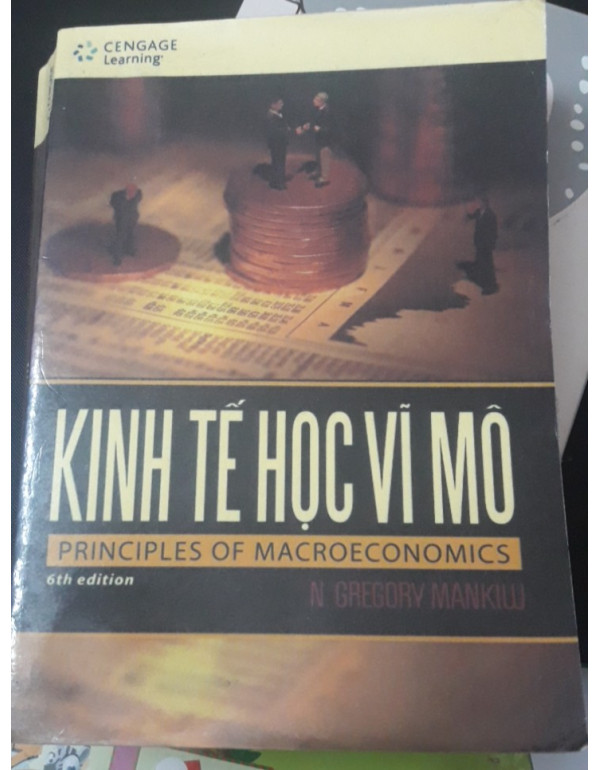 CENGAGE
Learning
KINH TẾ HỌC VĨ MÔ
PRINCIPLES OF MACROECONOMICS
6th edition
N GREGORY MANKIW